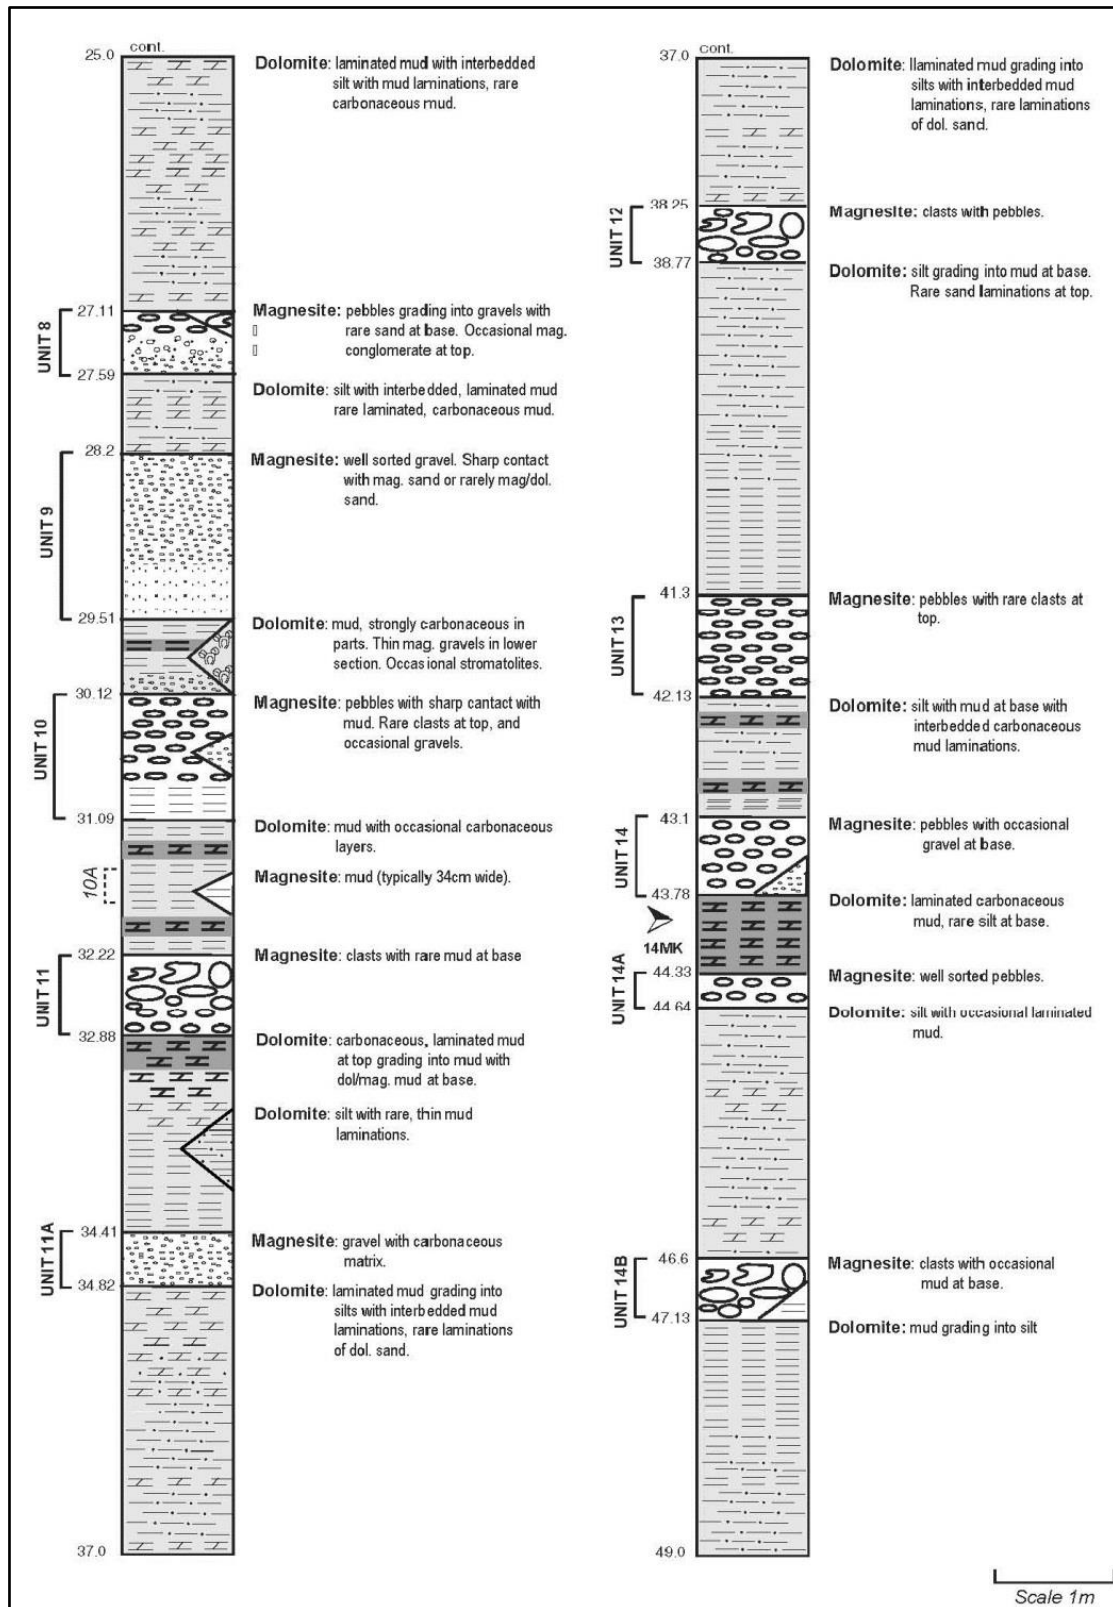 cont.
25.0
Dolomite: laminated mud with interbedded
silt with mud laminations, rare
carbonaceous mud.
27.11
UNIT 8
Magnesite: pebbles grading into gravels with
rare sand at base. Occasional mag.
conglomerate at top.
27.59
Dolomite: silt with interbedded, laminated mud
rare laminated, carbonaceous mud.
28.2
UNIT 9
Magnesite: well sorted gravel. Sharp contact
with mag. sand or rarely mag/dol.
sand.
29.51
Dolomite: mud, strongly carbonaceous in
parts. Thin mag. gravels in lower
section. Occasional stromatolites.
30.12
UNIT 10
Magnesite: pebbles with sharp cantact with
mud. Rare clasts at top, and
occasional gravels.
31.09
Dolomite: mud with occasional carbonaceous
layers.
10A
Magnesite: mud (typically 34cm wide).
32.22
UNIT 11
Magnesite: clasts with rare mud at base
32.88
Dolomite: carbonaceous, laminated mud
at top grading into mud with
dol/mag. mud at base.
Dolomite: silt with rare, thin mud
laminations.
34.41
UNIT 11A
Magnesite: gravel with carbonaceous
matrix.
34.82
Dolomite: laminated mud grading into
silts with interbedded mud
laminations, rare laminations
of dol. sand.
37.0
cont.
37.0
Dolomite: llaminated mud grading into
silts with interbedded mud
laminations, rare laminations
of dol. sand.
38.25
UNIT 12
Magnesite: clasts with pebbles.
38.77
Dolomite: silt grading into mud at base.
Rare sand laminations at top.
41.3
UNIT 13
Magnesite: pebbles with rare clasts at
top.
42.13
Dolomite: silt with mud at base with
interbedded carbonaceous
mud laminations.
43.1
UNIT 14
Magnesite: pebbles with occasional
gravel at base.
43.78
Dolomite: laminated carbonaceous
mud, rare silt at base.
14MK
44.33
UNIT 14A
Magnesite: well sorted pebbles.
44.64
Dolomite: silt with occasional laminated
mud.
46.6
UNIT 14B
Magnesite: clasts with occasional
mud at base.
47.13
Dolomite: mud grading into silt
49.0
Scale 1m